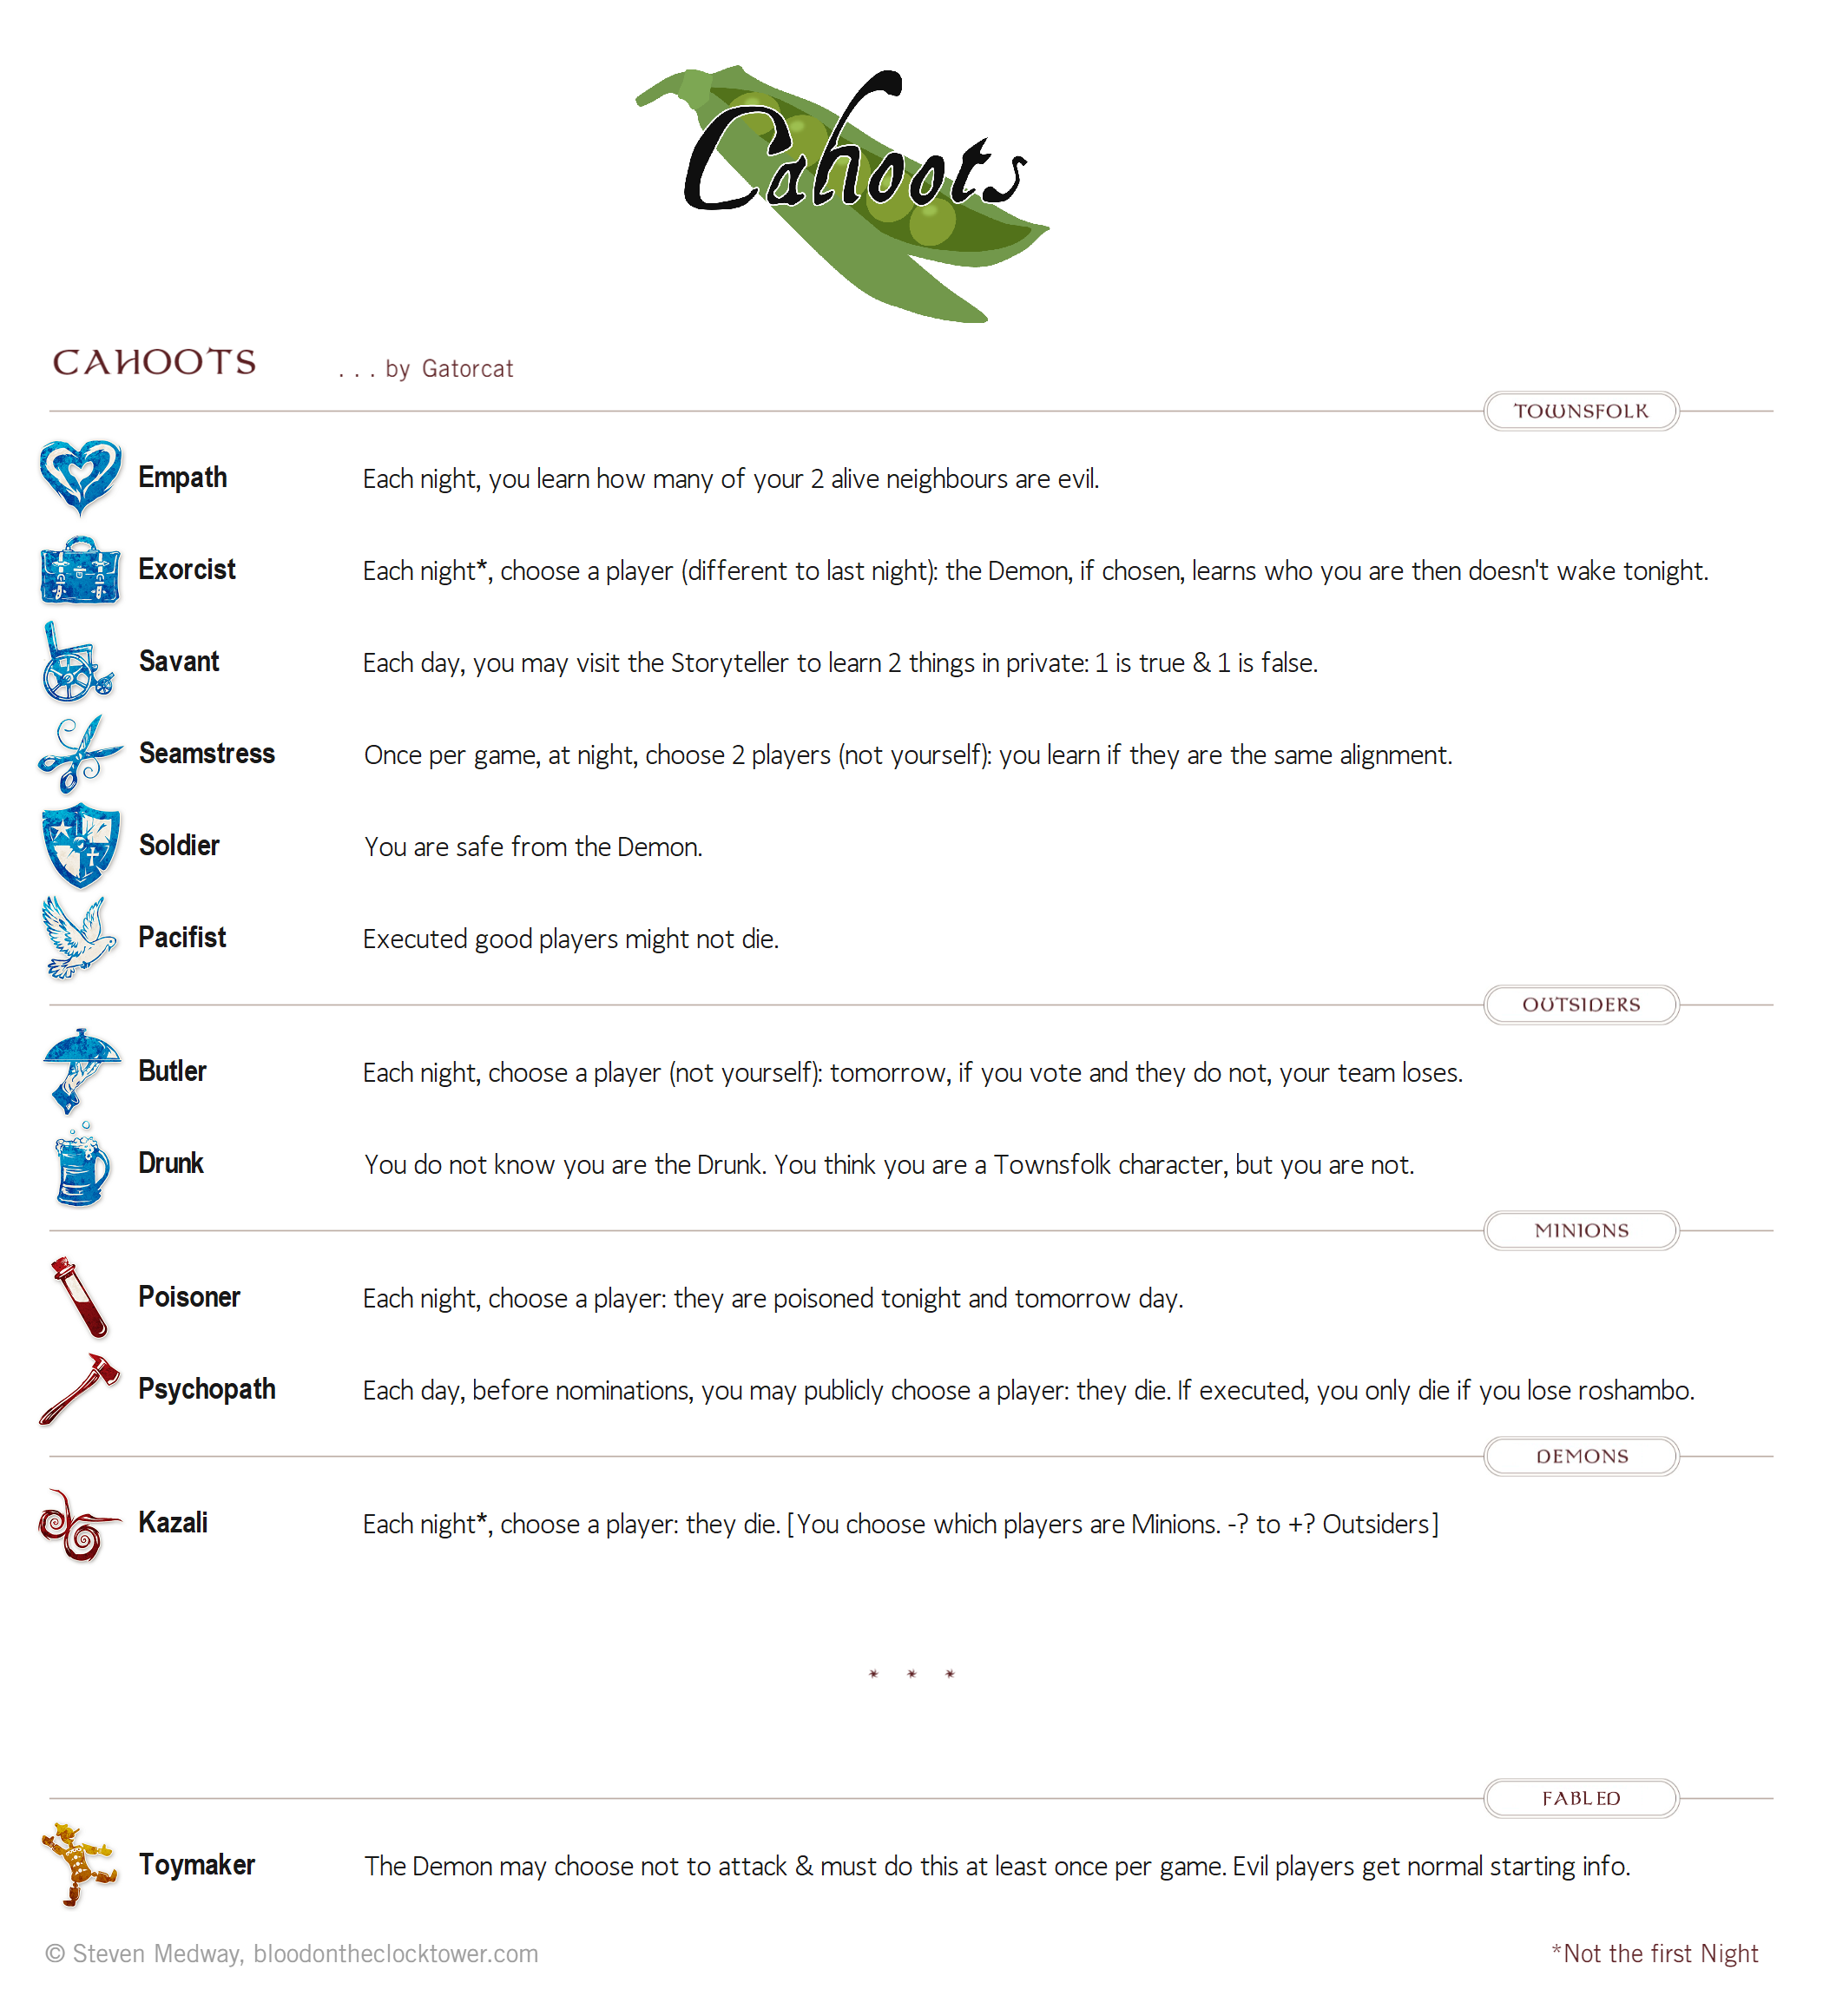 Cahoots
CAHOOTS . . . by Gatorcat
TOWNSFOLK
Empath Each night, you learn how many of your 2 alive neighbours are evil.
Exorcist Each night*, choose a player (different to last night): the Demon, if chosen, learns who you are then doesn't wake tonight.
Savant Each day, you may visit the Storyteller to learn 2 things in private: 1 is true & 1 is false.
Seamstress Once per game, at night, choose 2 players (not yourself): you learn if they are the same alignment.
Soldier You are safe from the Demon.
Pacifist Executed good players might not die.
OUTSIDERS
Butler Each night, choose a player (not yourself): tomorrow, if you vote and they do not, your team loses.
Drunk You do not know you are the Drunk. You think you are a Townsfolk character, but you are not.
MINIONS
Poisoner Each night, choose a player: they are poisoned tonight and tomorrow day.
Psychopath Each day, before nominations, you may publicly choose a player: they die. If executed, you only die if you lose roshambo.
DEMONS
Kazali Each night*, choose a player: they die. [You choose which players are Minions. -? to +? Outsiders]
* * *
FABLED
Toymaker The Demon may choose not to attack & must do this at least once per game. Evil players get normal starting info.
© Steven Medway, bloodontheclocktower.com *Not the first Night